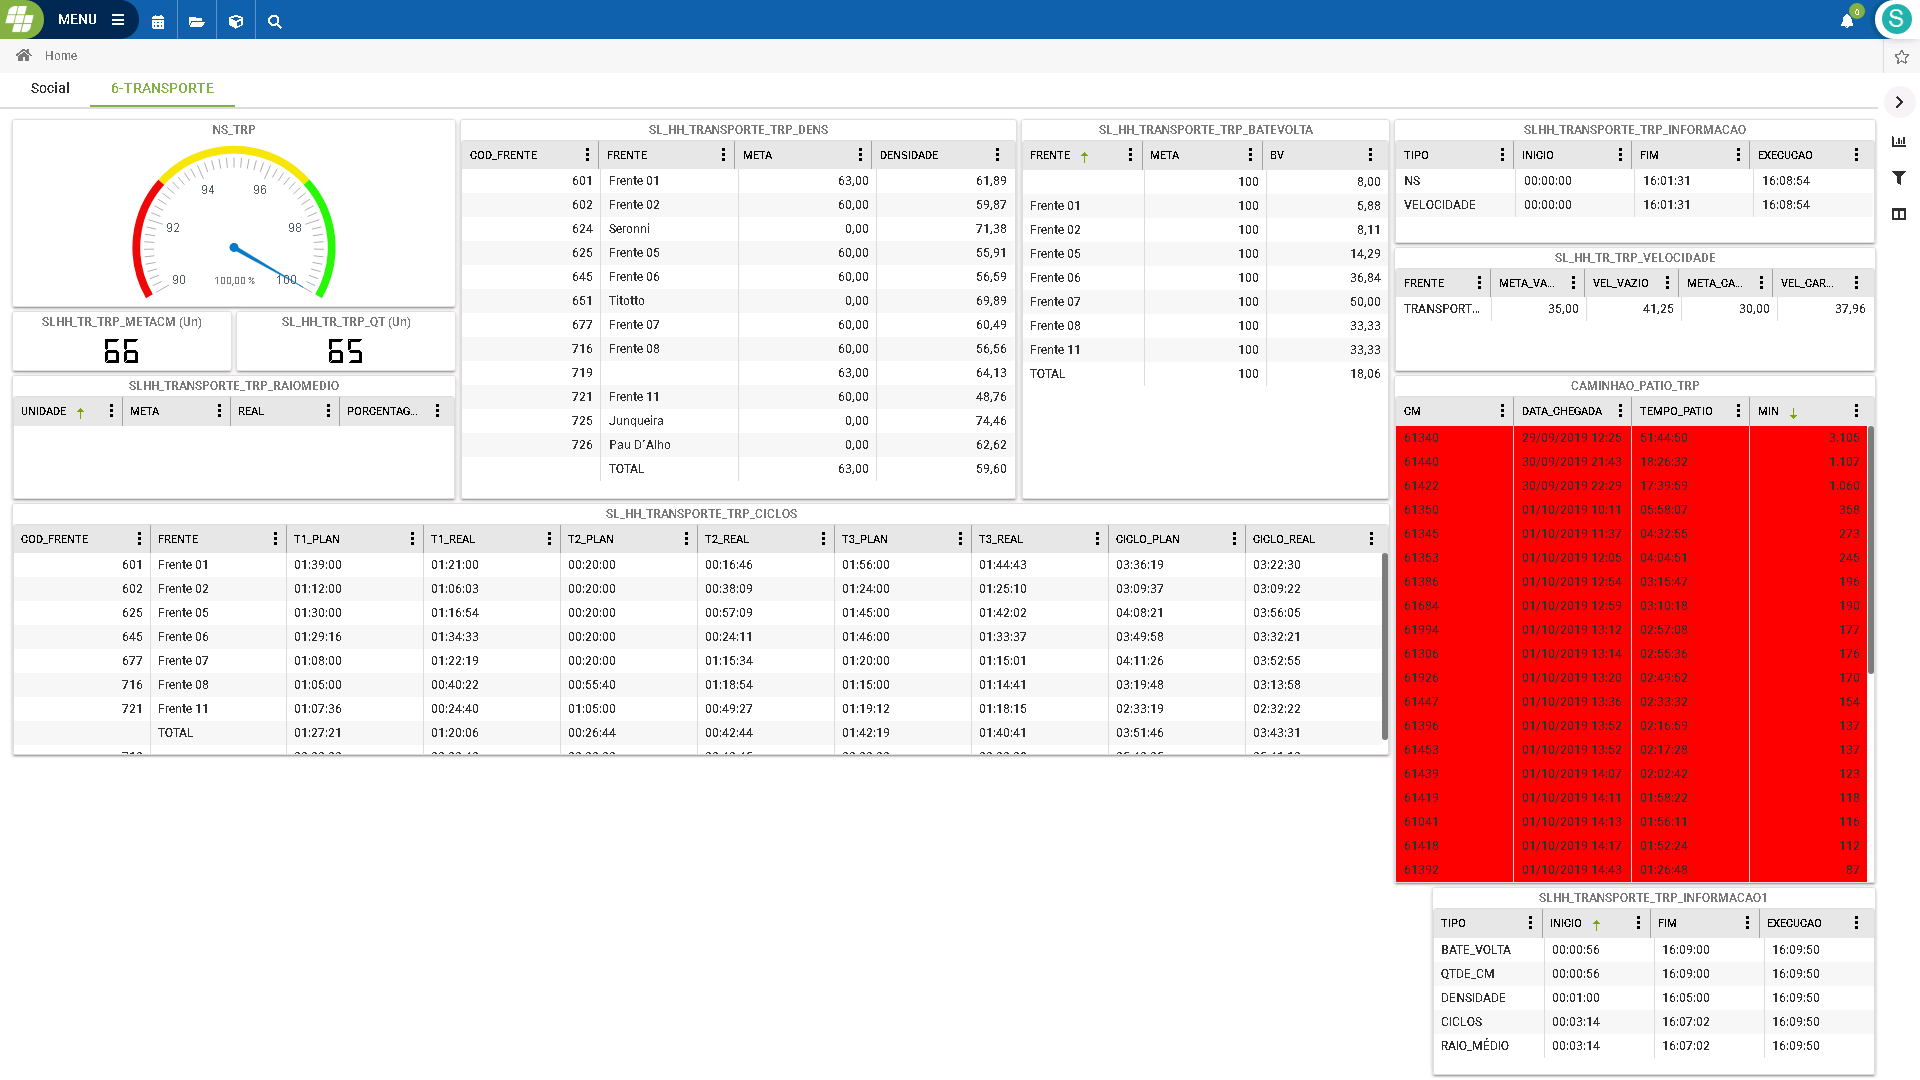 MENU
0
S
Home
Social 6-TRANSPORTE
NS_TRP
94 96
92 98
90 100,00 % 100
SLHH_TR_TRP_METACM (Un)
66
SL_HH_TR_TRP_QT (Un)
65
SLHH_TRANSPORTE_TRP_RAIOMEDIO
UNIDADE META REAL PORCENTAG...
SL_HH_TRANSPORTE_TRP_DENS
COD_FRENTE FRENTE META DENSIDADE
601 Frente 01 63,00 61,89
602 Frente 02 60,00 59,87
624 Seronni 0,00 71,38
625 Frente 05 60,00 55,91
645 Frente 06 60,00 56,59
651 Titotto 0,00 69,89
677 Frente 07 60,00 60,49
716 Frente 08 60,00 56,56
719 63,00 64,13
721 Frente 11 60,00 48,76
725 Junqueira 0,00 74,46
726 Pau D´Alho 0,00 62,62
TOTAL 63,00 59,60
SL_HH_TRANSPORTE_TRP_BATEVOLTA
FRENTE META BV
100 8,00
Frente 01 100 5,88
Frente 02 100 8,11
Frente 05 100 14,29
Frente 06 100 36,84
Frente 07 100 50,00
Frente 08 100 33,33
Frente 11 100 33,33
TOTAL 100 18,06
SLHH_TRANSPORTE_TRP_INFORMACAO
TIPO INICIO FIM EXECUCAO
NS 00:00:00 16:01:31 16:08:54
VELOCIDADE 00:00:00 16:01:31 16:08:54
SL_HH_TR_TRP_VELOCIDADE
FRENTE META_VA... VEL_VAZIO META_CA... VEL_CAR...
TRANSPORT... 35,00 41,25 30,00 37,96
SL_HH_TRANSPORTE_TRP_CICLOS
COD_FRENTE FRENTE T1_PLAN T1_REAL T2_PLAN T2_REAL T3_PLAN T3_REAL CICLO_PLAN CICLO_REAL
601 Frente 01 01:39:00 01:21:00 00:20:00 00:16:46 01:56:00 01:44:43 03:36:19 03:22:30
602 Frente 02 01:12:00 01:06:03 00:20:00 00:38:09 01:24:00 01:25:10 03:09:37 03:09:22
625 Frente 05 01:30:00 01:16:54 00:20:00 00:57:09 01:45:00 01:42:02 04:08:21 03:56:05
645 Frente 06 01:29:16 01:34:33 00:20:00 00:24:11 01:46:00 01:33:37 03:49:58 03:32:21
677 Frente 07 01:08:00 01:22:19 00:20:00 01:15:34 01:20:00 01:15:01 04:11:26 03:52:55
716 Frente 08 01:05:00 00:40:22 00:55:40 01:18:54 01:15:00 01:14:41 03:19:48 03:13:58
721 Frente 11 01:07:36 00:24:40 01:05:00 00:49:27 01:19:12 01:18:15 02:33:19 02:32:22
TOTAL 01:27:21 01:20:06 00:26:44 00:42:44 01:42:19 01:40:41 03:51:46 03:43:31
CAMINHAO_PATIO_TRP
CM DATA_CHEGADA TEMPO_PATIO MIN
61340 29/09/2019 12:25 51:44:50 3.105
61440 30/09/2019 21:43 18:26:32 1.107
61422 30/09/2019 22:29 17:39:59 1.060
61350 01/10/2019 10:11 05:58:07 358
61345 01/10/2019 11:37 04:32:55 273
61353 01/10/2019 12:05 04:04:51 245
61386 01/10/2019 12:54 03:15:47 196
61684 01/10/2019 12:59 03:10:18 190
61994 01/10/2019 13:12 02:57:08 177
61306 01/10/2019 13:14 02:55:36 176
61926 01/10/2019 13:20 02:49:52 170
61447 01/10/2019 13:36 02:33:32 154
61396 01/10/2019 13:52 02:16:59 137
61453 01/10/2019 13:52 02:17:28 137
61439 01/10/2019 14:07 02:02:42 123
61419 01/10/2019 14:11 01:58:22 118
61041 01/10/2019 14:13 01:56:11 116
61418 01/10/2019 14:17 01:52:24 112
61392 01/10/2019 14:43 01:26:48 87
SLHH_TRANSPORTE_TRP_INFORMACAO1
TIPO INICIO FIM EXECUCAO
BATE_VOLTA 00:00:56 16:09:00 16:09:50
QTDE_CM 00:00:56 16:09:00 16:09:50
DENSIDADE 00:01:00 16:05:00 16:09:50
CICLOS 00:03:14 16:07:02 16:09:50
RAIO_MÉDIO 00:03:14 16:07:02 16:09:50